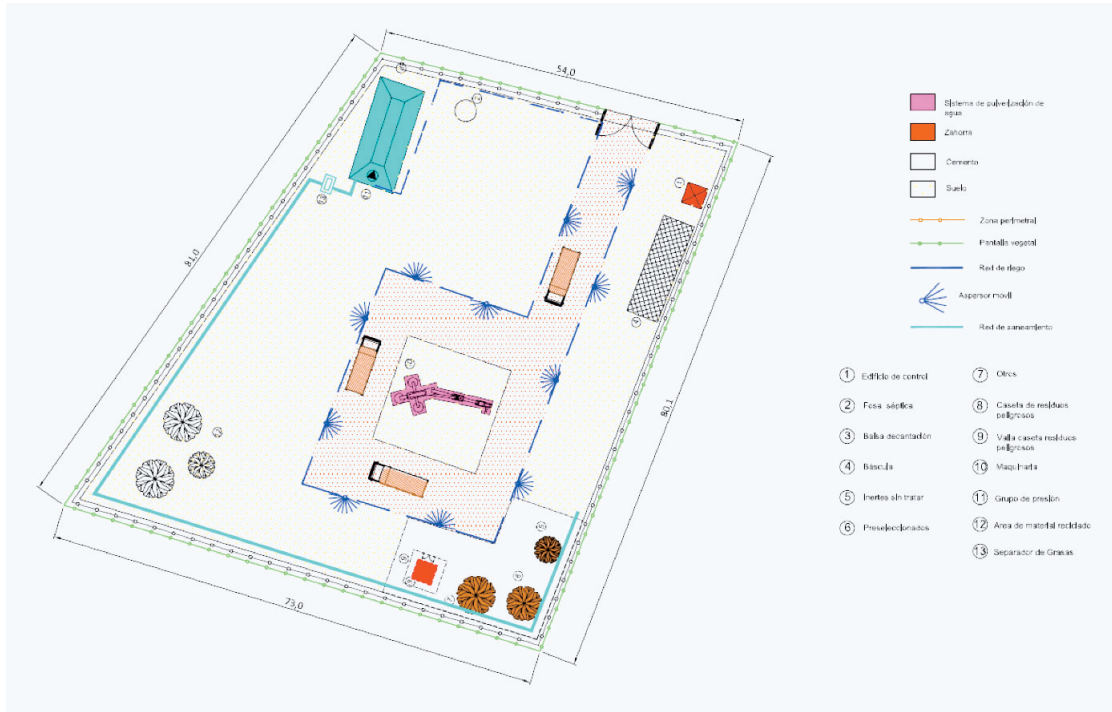 54,0
81,0
80,1
73,0
Sistema de pulverización de
agua
Zahorra
Cemento
Suelo
Zona perimetral
Pantalla vegetal
Red de riego
Aspersor movil
Red de saneamiento
1 Edificio de control
2 Fosa séptica
3 Balsa decantación
4 Báscula
5 Inertes sin tratar
6 Preseleccionados
7 Otros
8 Caseta de residuos
peligrosos
9 Valla caseta residuos
peligrosos
10 Maquinaria
11 Grupo de presión
12 Area de material reciclado
13 Separador de Grasas